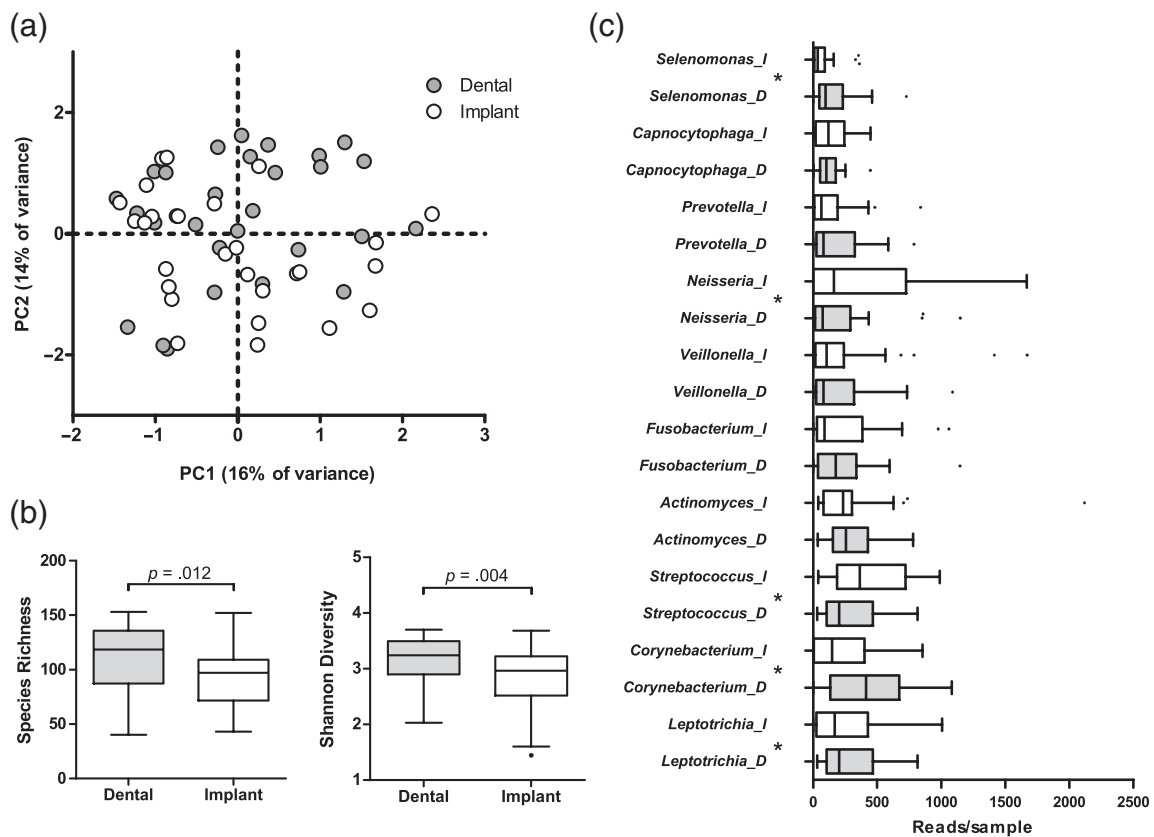 (a)
Dental
Implant
2
0
−2
PC2 (14% of variance)
−2
−1
0
1
2
3
PC1 (16% of variance)
(b)
200
150
100
50
0
Species Richness
p = .012
Dental
Implant
5
4
3
2
1
Shannon Diversity
p = .004
Dental
Implant
(c)
Selenomonas_I
*
Selenomonas_D
Capnocytophaga_I
Capnocytophaga_D
Prevotella_I
Prevotella_D
Neisseria_I
*
Neisseria_D
Veillonella_I
Veillonella_D
Fusobacterium_I
Fusobacterium_D
Actinomyces_I
Actinomyces_D
Streptococcus_I
*
Streptococcus_D
Corynebacterium_I
*
Corynebacterium_D
Leptotrichia_I
*
Leptotrichia_D
0
500
1000
1500
2000
2500
Reads/sample